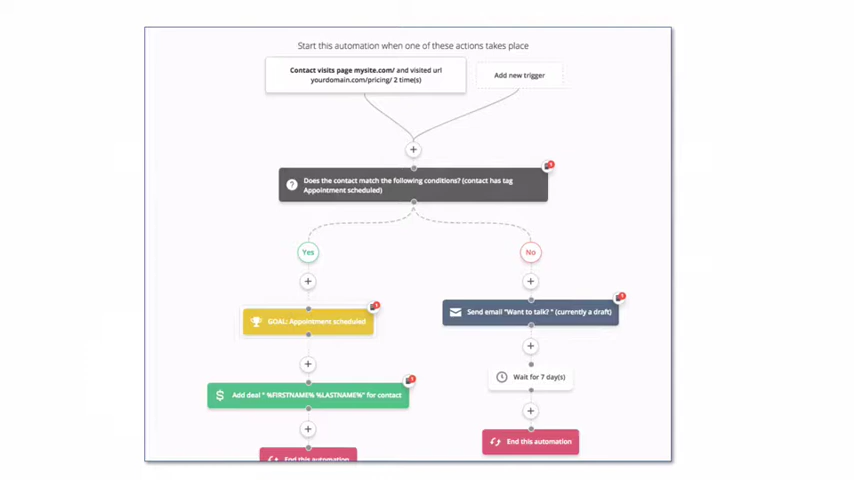 Start this automation when one of these actions takes place
Contact visits page mysite.com/ and visited url
yourdomain.com/pricing/ 2 time(s)
Add new trigger
Does the contact match the following conditions? (contact has tag
Appointment scheduled)
Yes
No
GOAL: Appointment scheduled
Send email "Want to talk? " (currently a draft)
Wait for 7 day(s)
Add deal " %FIRSTNAME% %LASTNAME%" for contact
End this automation
End this automation